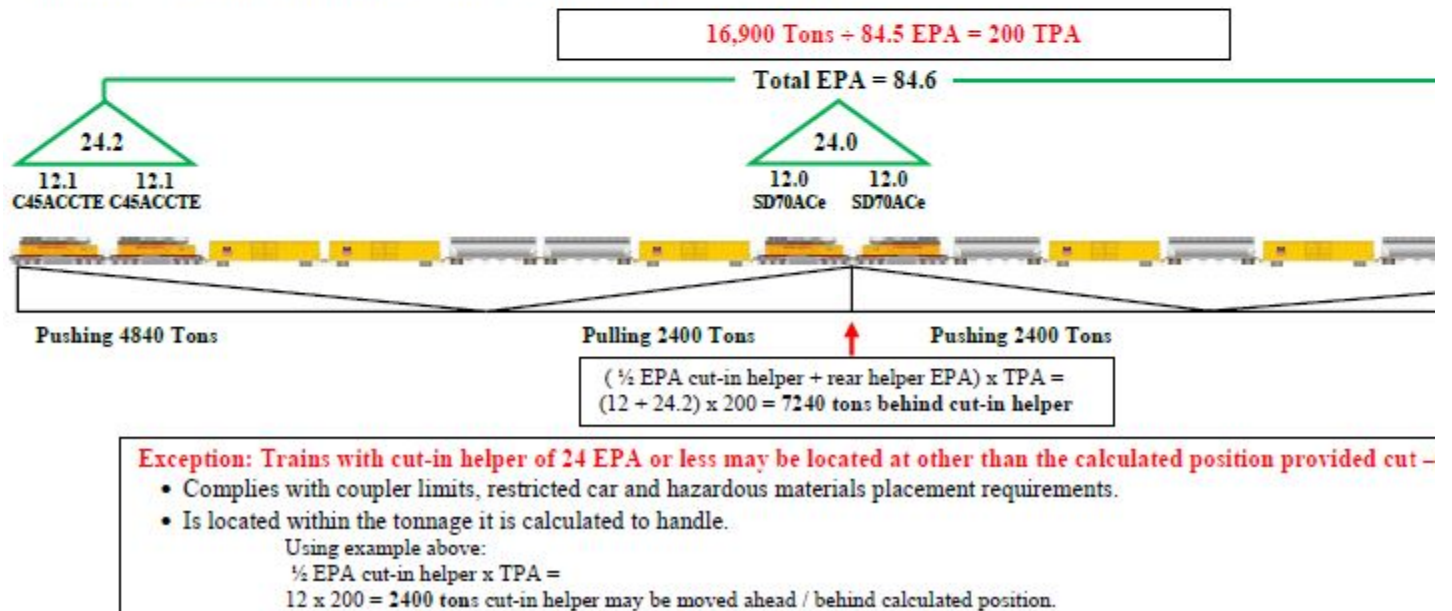 16,900 Tons ÷ 84.5 EPA = 200 TPA
Total EPA = 84.6
24.2
24.0
12.1 12.1
C45ACCTE C45ACCTE
12.0 12.0
SD70ACe SD70ACe
Pushing 4840 Tons
Pulling 2400 Tons
Pushing 2400 Tons
( ½ EPA cut-in helper + rear helper EPA) x TPA =
(12 + 24.2) x 200 = 7240 tons behind cut-in helper
Exception: Trains with cut-in helper of 24 EPA or less may be located at other than the calculated position provided cut –
• Complies with coupler limits, restricted car and hazardous materials placement requirements.
• Is located within the tonnage it is calculated to handle.
Using example above:
½ EPA cut-in helper x TPA =
12 x 200 = 2400 tons cut-in helper may be moved ahead / behind calculated position.